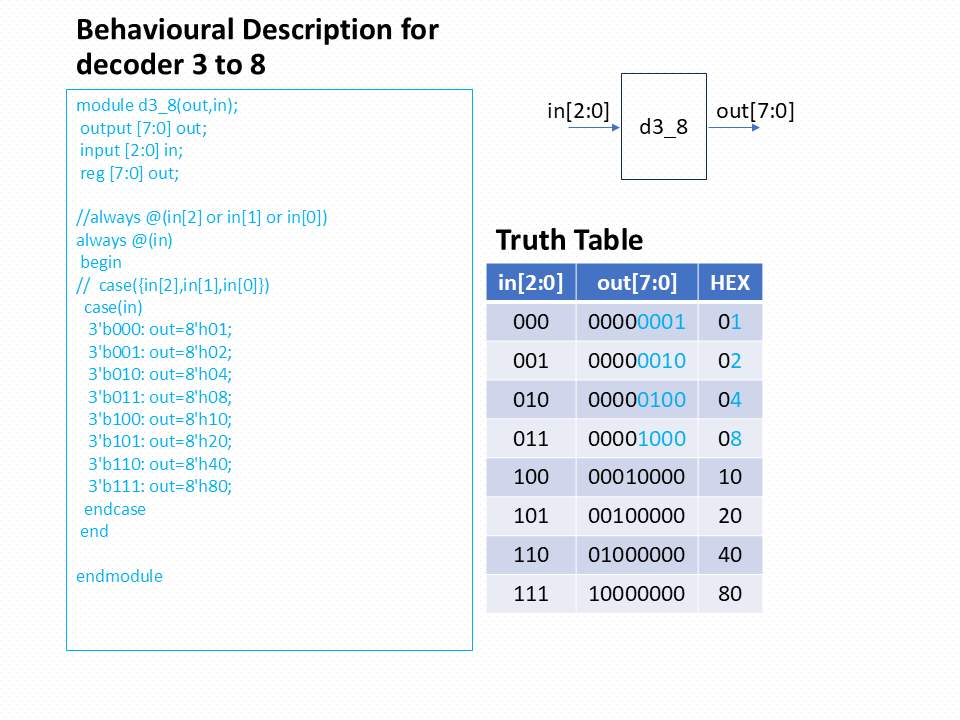 Behavioural Description for
decoder 3 to 8
module d3_8(out,in);
output [7:0] out;
input [2:0] in;
reg [7:0] out;
//always @(in[2] or in[1] or in[0])
always @(in)
begin
// case({in[2],in[1],in[0]})
case(in)
3'b000: out=8'h01;
3'b001: out=8'h02;
3'b010: out=8'h04;
3'b011: out=8'h08;
3'b100: out=8'h10;
3'b101: out=8'h20;
3'b110: out=8'h40;
3'b111: out=8'h80;
endcase
end
endmodule
in[2:0] d3_8 out[7:0]
Truth Table
in[2:0] out[7:0] HEX
000 00000001 01
001 00000010 02
010 00000100 04
011 00001000 08
100 00010000 10
101 00100000 20
110 01000000 40
111 10000000 80